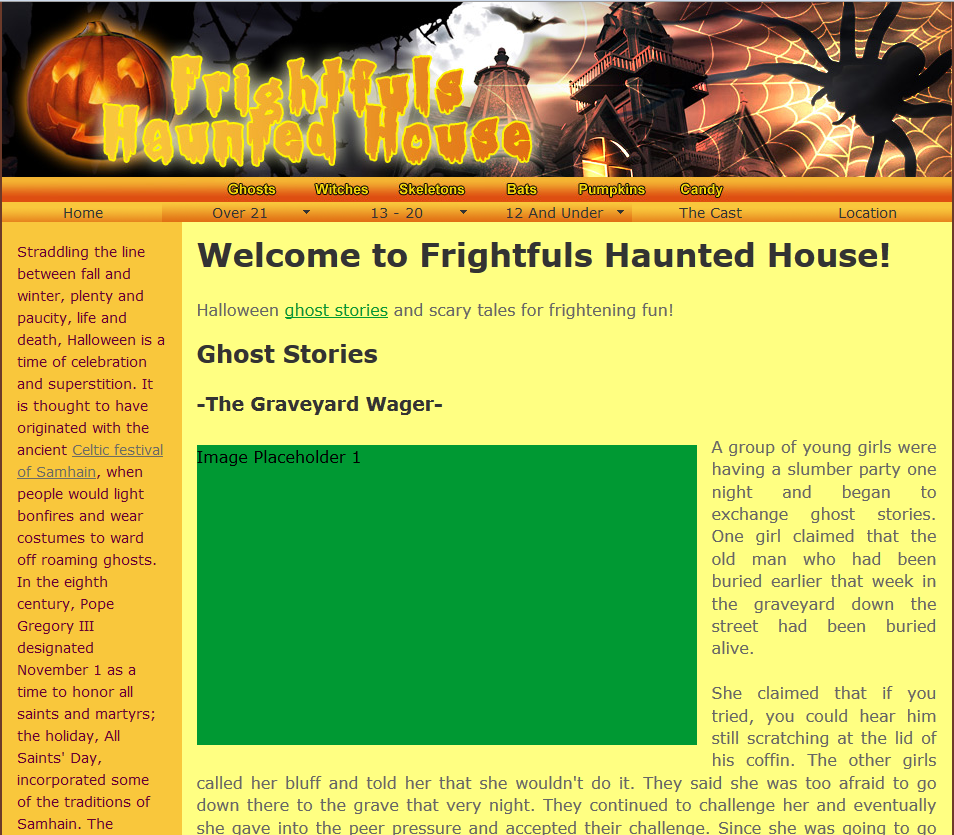 Frightfuls
Haunted House
Ghosts Witches Skeletons Bats Pumpkins Candy
Home Over 21 13 - 20 12 And Under The Cast Location
Straddling the line
between fall and
winter, plenty and
paucity, life and
death, Halloween is a
time of celebration
and superstition. It
is thought to have
originated with the
ancient Celtic festival
of Samhain, when
people would light
bonfires and wear
costumes to ward
off roaming ghosts.
In the eighth
century, Pope
Gregory III
designated
November 1 as a
time to honor all
saints and martyrs;
the holiday, All
Saints' Day,
incorporated some
of the traditions of
Samhain. The
Welcome to Frightfuls Haunted House!
Halloween ghost stories and scary tales for frightening fun!
Ghost Stories
-The Graveyard Wager-
Image Placeholder 1
A group of young girls were
having a slumber party one
night and began to
exchange ghost stories.
One girl claimed that the
old man who had been
buried earlier that week in
the graveyard down the
street had been buried
alive.
She claimed that if you
tried, you could hear him
still scratching at the lid of
his coffin. The other girls
called her bluff and told her that she wouldn't do it. They said she was too afraid to go
down there to the grave that very night. They continued to challenge her and eventually
she gave into the peer pressure and accepted their challenge. Since she was going to go